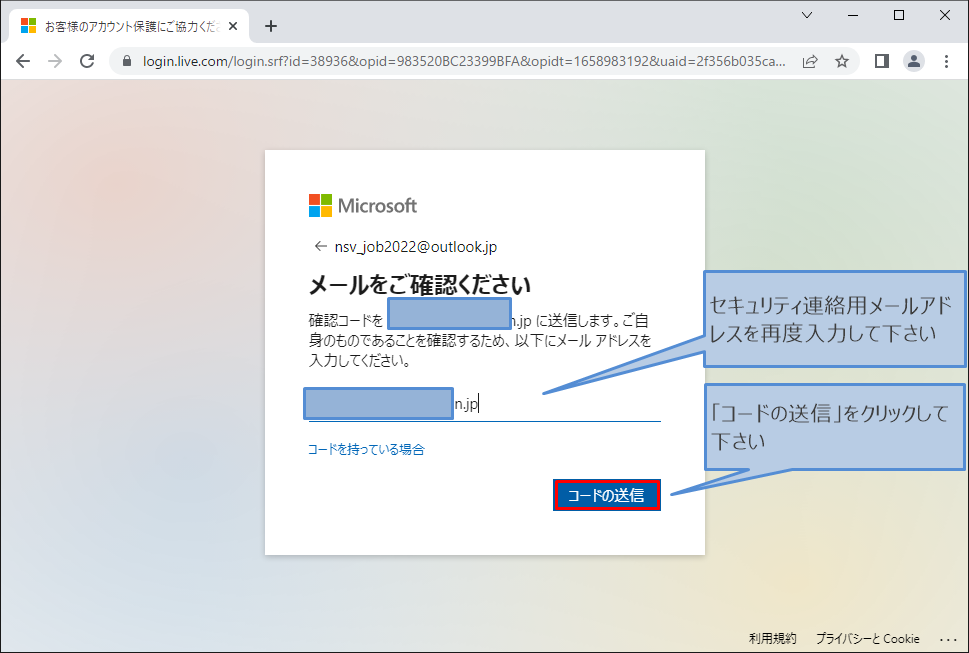 お客様のアカウント保護にご協力くださ
login.live.com/login.srf?id=38936&opid=983520BC23399BFA&opidt=1658983192&uaid=2f356b035ca...
Microsoft
← nsv_job2022@outlook.jp
メールをご確認ください
確認コードを n.jp に送信します。ご自
身のものであることを確認するため、以下にメール アドレスを
入力してください。
n.jp
コードを持っている場合
コードの送信
セキュリティ連絡用メールアド
レスを再度入力して下さい
「コードの送信」をクリックして
下さい
利用規約 プライバシーと Cookie ...